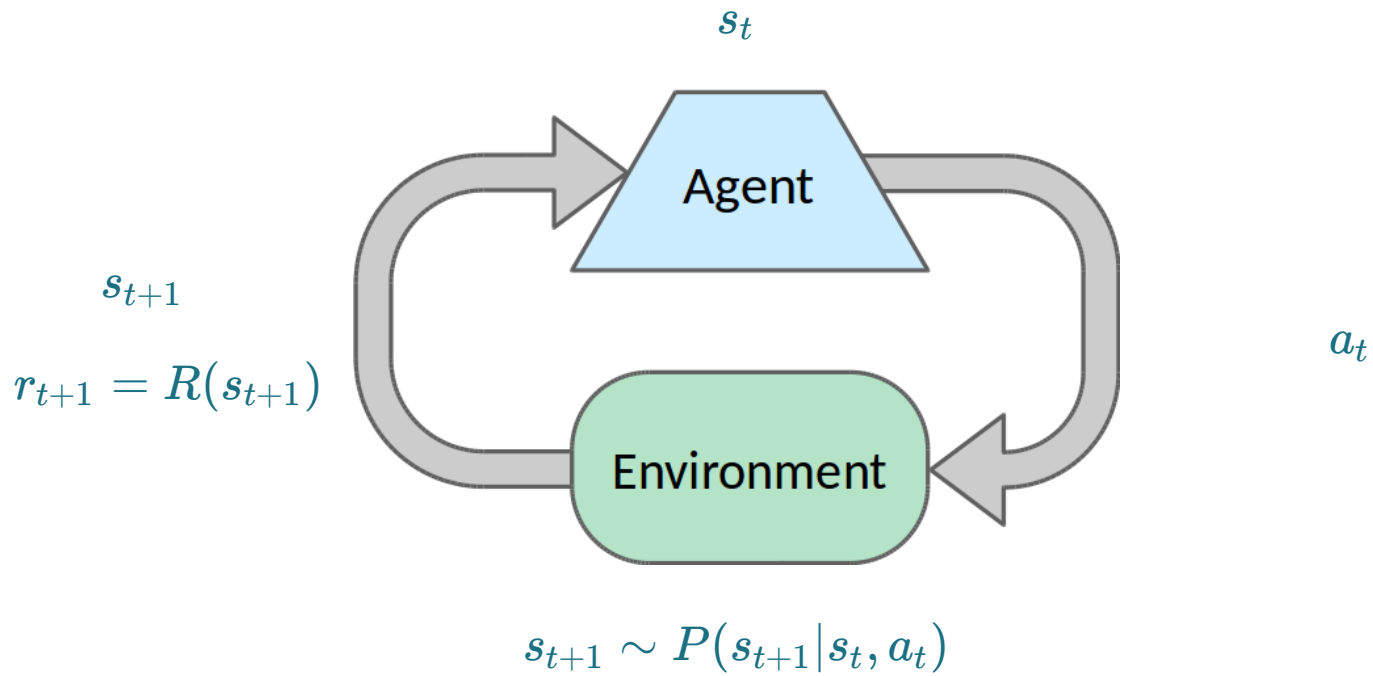 s_t
Agent
s_{t+1}
a_t
r_{t+1} = R(s_{t+1})
Environment
s_{t+1} ∼ P(s_{t+1}|s_t, a_t)